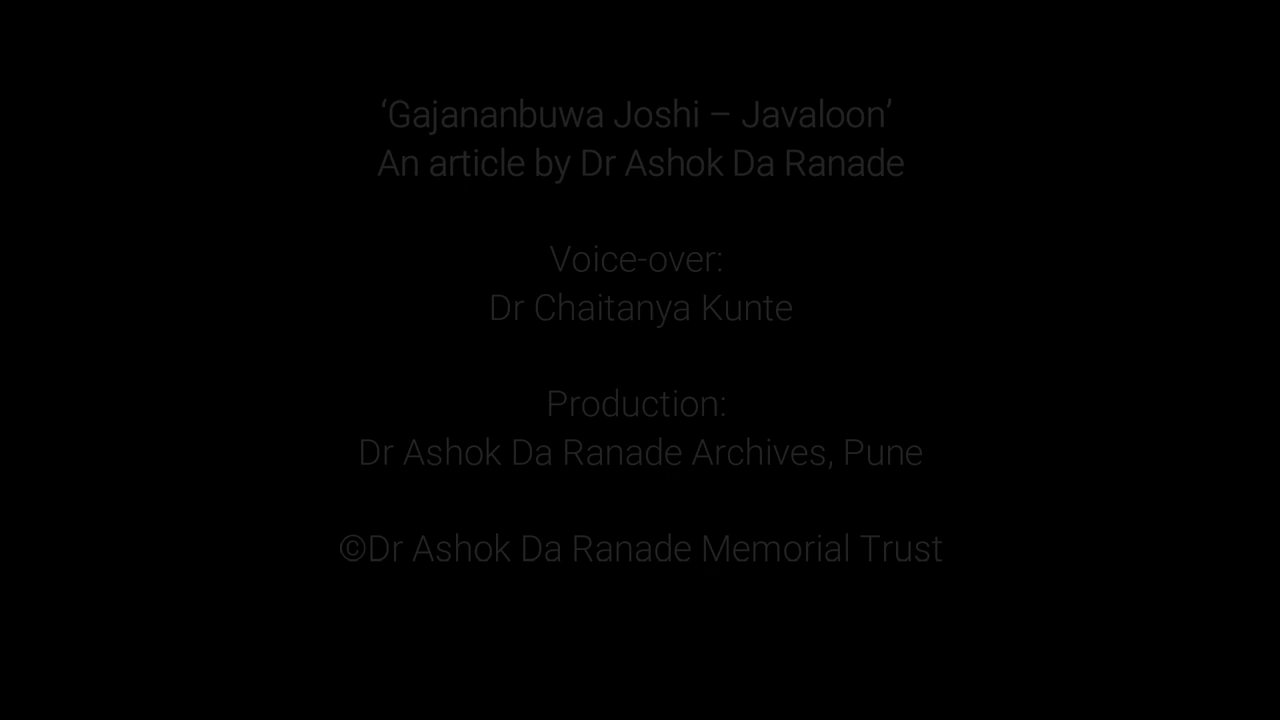 ‘Gajananbuwa Joshi – Javaloon’
An article by Dr Ashok Da Ranade
Voice-over:
Dr Chaitanya Kunte
Production:
Dr Ashok Da Ranade Archives, Pune
©Dr Ashok Da Ranade Memorial Trust